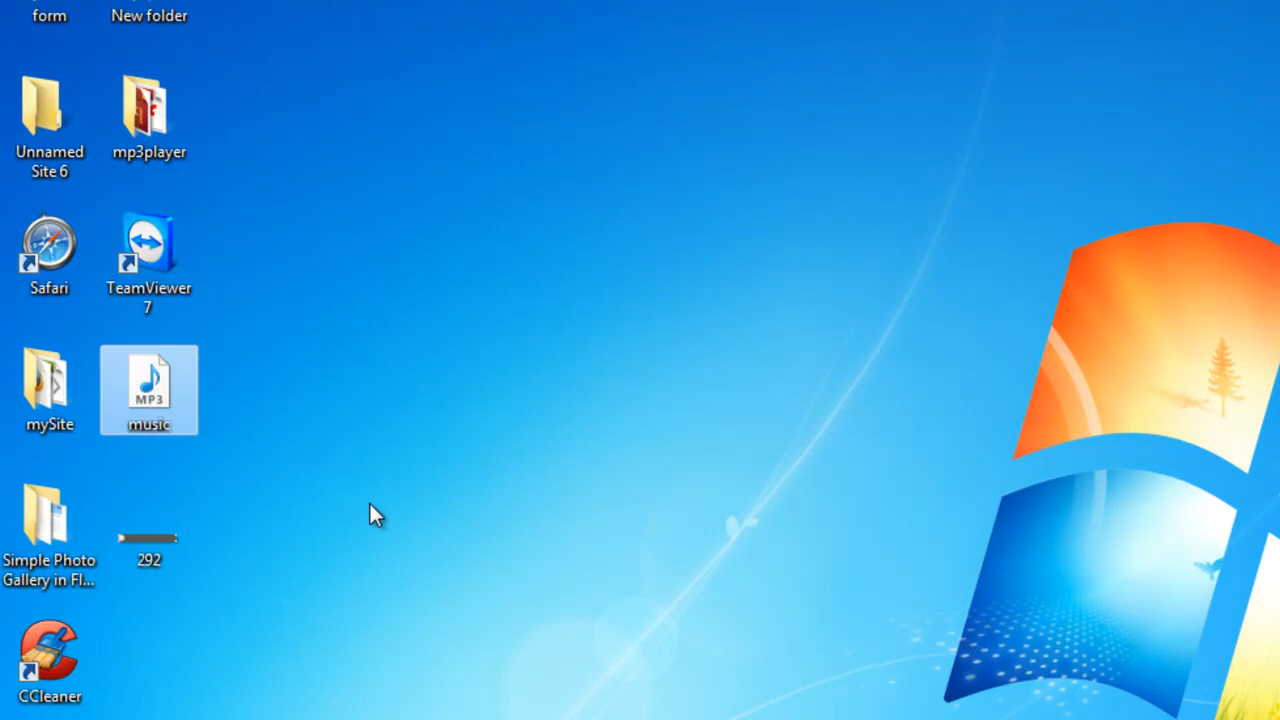 form
New folder
Unnamed
Site 6
mp3player
Safari
TeamViewer
7
mySite
MP3
music
Simple Photo
Gallery in Fl...
292
CCleaner